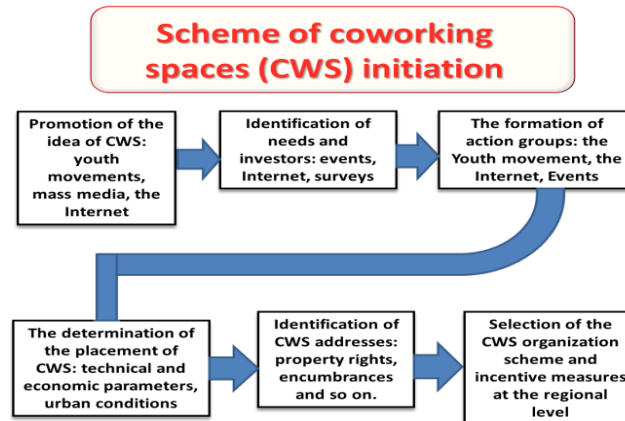 Scheme of coworking
spaces (CWS) initiation
Promotion of the
idea of CWS:
youth
movements,
mass media, the
Internet
Identification of
needs and
investors: events,
Internet, surveys
The formation of
action groups: the
Youth movement, the
Internet, Events
The determination of
the placement of
CWS: technical and
economic parameters,
urban conditions
Identification of
CWS addresses:
property rights,
encumbrances
and so on.
Selection of the
CWS organization
scheme and
incentive measures
at the regional
level